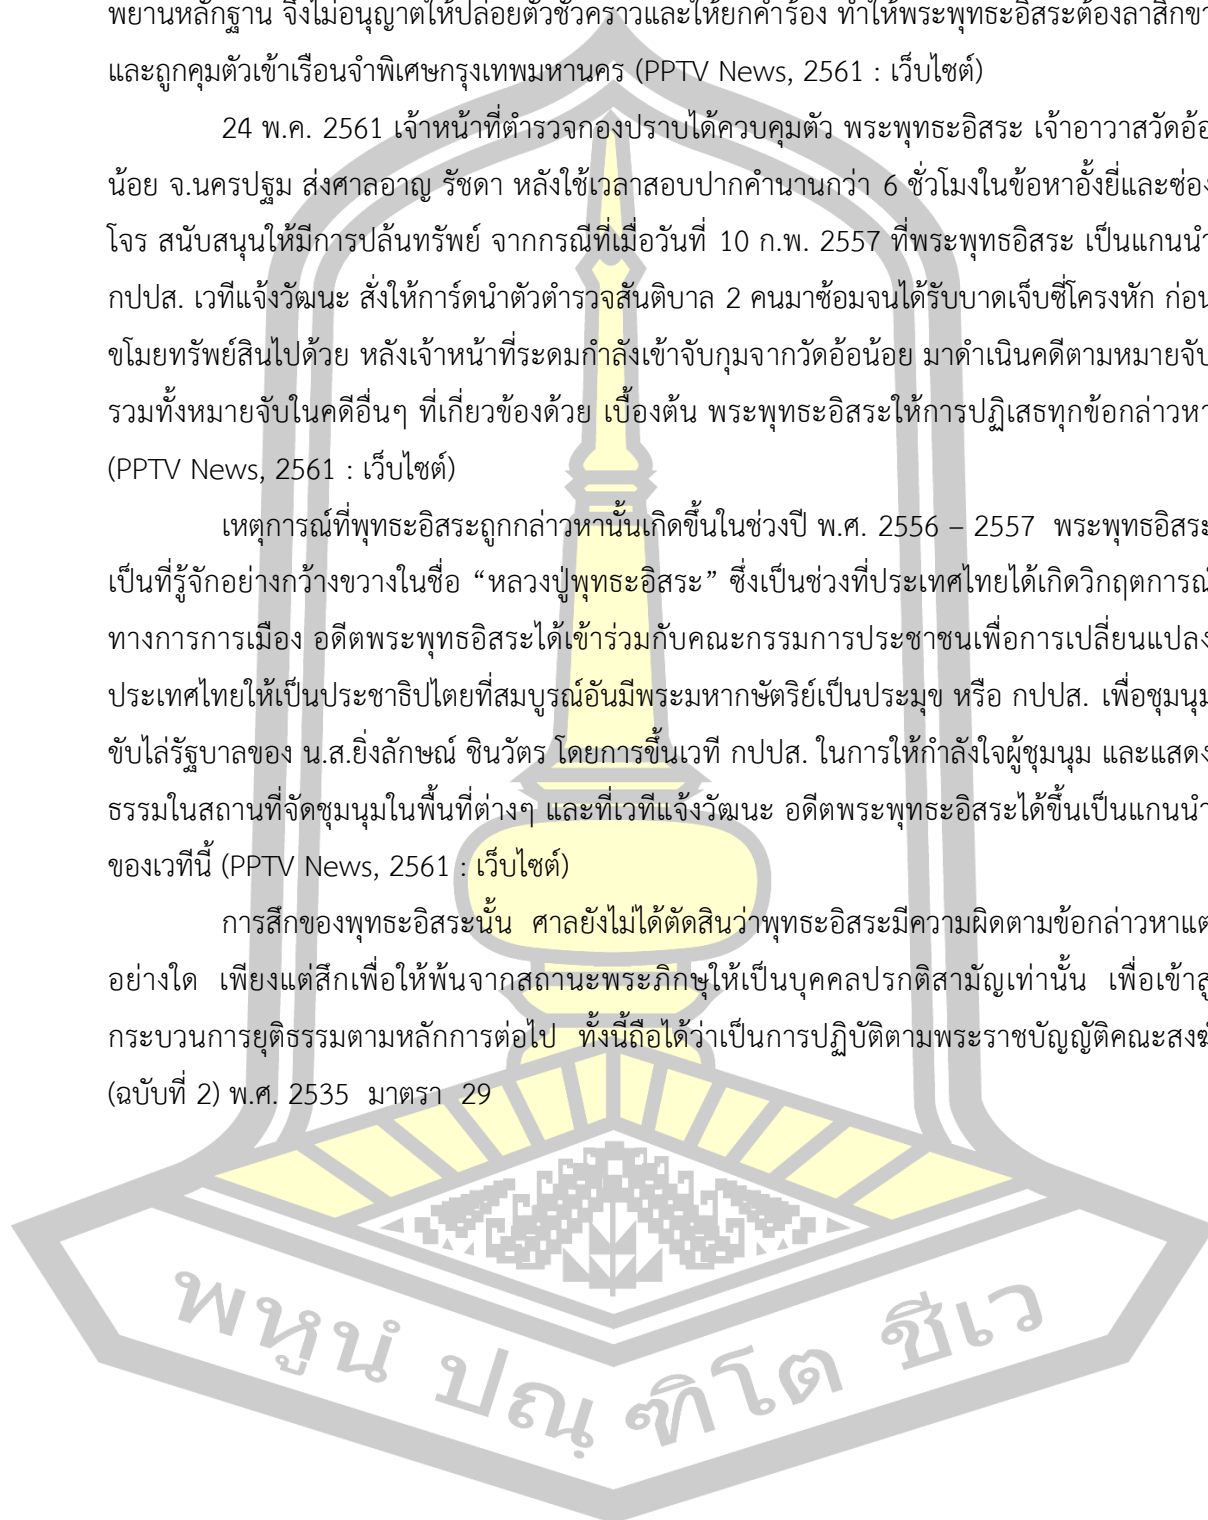 พยานหลักฐาน จึงไม่อนุญาตให้ปล่อยตัวชั่วคราวและให้ยกคำร้อง ทำให้พระพุทธะอิสระต้องลาสิกขา
และถูกคุมตัวเข้าเรือนจำพิเศษกรุงเทพมหานคร (PPTV News, 2561 : เว็บไซต์)
24 พ.ค. 2561 เจ้าหน้าที่ตำรวจกองปราบได้ควบคุมตัว พระพุทธะอิสระ เจ้าอาวาสวัดอ้อ
น้อย จ.นครปฐม ส่งศาลอาญ รัชดา หลังใช้เวลาสอบปากคำนานกว่า 6 ชั่วโมงในข้อหาอั้งยี่และซ่อง
โจร สนับสนุนให้มีการปล้นทรัพย์ จากกรณีที่เมื่อวันที่ 10 ก.พ. 2557 ที่พระพุทธอิสระ เป็นแกนนำ
กปปส. เวทีแจ้งวัฒนะ สั่งให้การ์ดนำตัวตำรวจสันติบาล 2 คนมาซ้อมจนได้รับบาดเจ็บซี่โครงหัก ก่อน
ขโมยทรัพย์สินไปด้วย หลังเจ้าหน้าที่ระดมกำลังเข้าจับกุมจากวัดอ้อน้อย มาดำเนินคดีตามหมายจับ
รวมทั้งหมายจับในคดีอื่นๆ ที่เกี่ยวข้องด้วย เบื้องต้น พระพุทธะอิสระให้การปฏิเสธทุกข้อกล่าวหา
(PPTV News, 2561 : เว็บไซต์)
เหตุการณ์ที่พุทธะอิสระถูกกล่าวหานั้นเกิดขึ้นในช่วงปี พ.ศ. 2556 – 2557 พระพุทธอิสระ
เป็นที่รู้จักอย่างกว้างขวางในชื่อ “หลวงปู่พุทธะอิสระ” ซึ่งเป็นช่วงที่ประเทศไทยได้เกิดวิกฤตการณ์
ทางการการเมือง อดีตพระพุทธอิสระได้เข้าร่วมกับคณะกรรมการประชาชนเพื่อการเปลี่ยนแปลง
ประเทศไทยให้เป็นประชาธิปไตยที่สมบูรณ์อันมีพระมหากษัตริย์เป็นประมุข หรือ กปปส. เพื่อชุมนุม
ขับไล่รัฐบาลของ น.ส.ยิ่งลักษณ์ ชินวัตร โดยการขึ้นเวที กปปส. ในการให้กำลังใจผู้ชุมนุม และแสดง
ธรรมในสถานที่จัดชุมนุมในพื้นที่ต่างๆ และที่เวทีแจ้งวัฒนะ อดีตพระพุทธะอิสระได้ขึ้นเป็นแกนนำ
ของเวทีนี้ (PPTV News, 2561 : เว็บไซต์)
การสึกของพุทธะอิสระนั้น ศาลยังไม่ได้ตัดสินว่าพุทธะอิสระมีความผิดตามข้อกล่าวหาแต่
อย่างใด เพียงแต่สึกเพื่อให้พ้นจากสถานะพระภิกษุให้เป็นบุคคลปรกติสามัญเท่านั้น เพื่อเข้าสู่
กระบวนการยุติธรรมตามหลักการต่อไป ทั้งนี้ถือได้ว่าเป็นการปฏิบัติตามพระราชบัญญัติคณะสงฆ์
(ฉบับที่ 2) พ.ศ. 2535 มาตรา 29
พหูนํ ปณฺฑิโต ชีเว